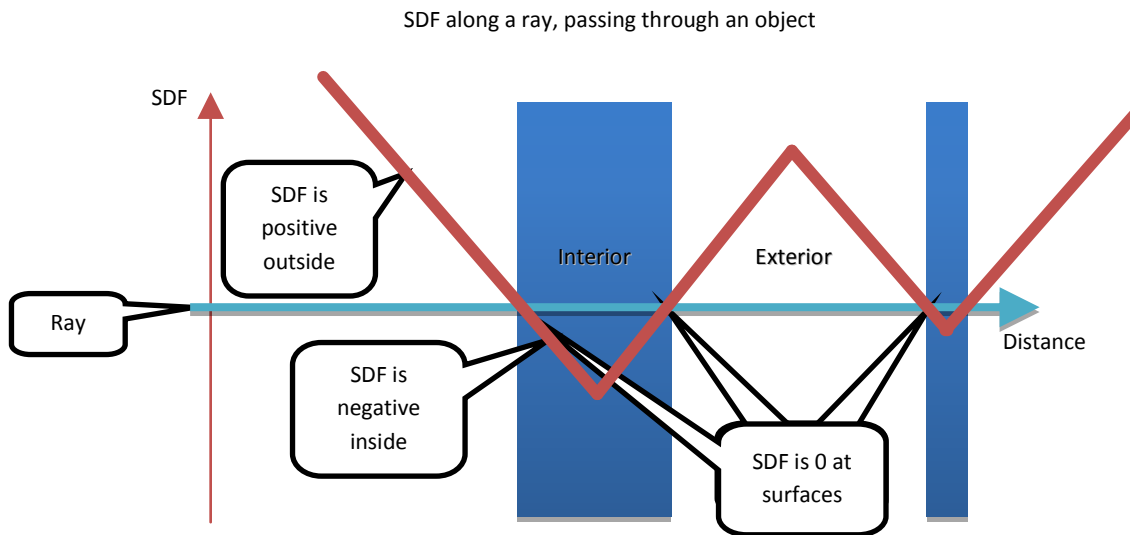 SDF along a ray, passing through an object
SDF
SDF is
positive
outside
Interior
Exterior
Ray
Distance
SDF is
negative
inside
SDF is 0 at
surfaces